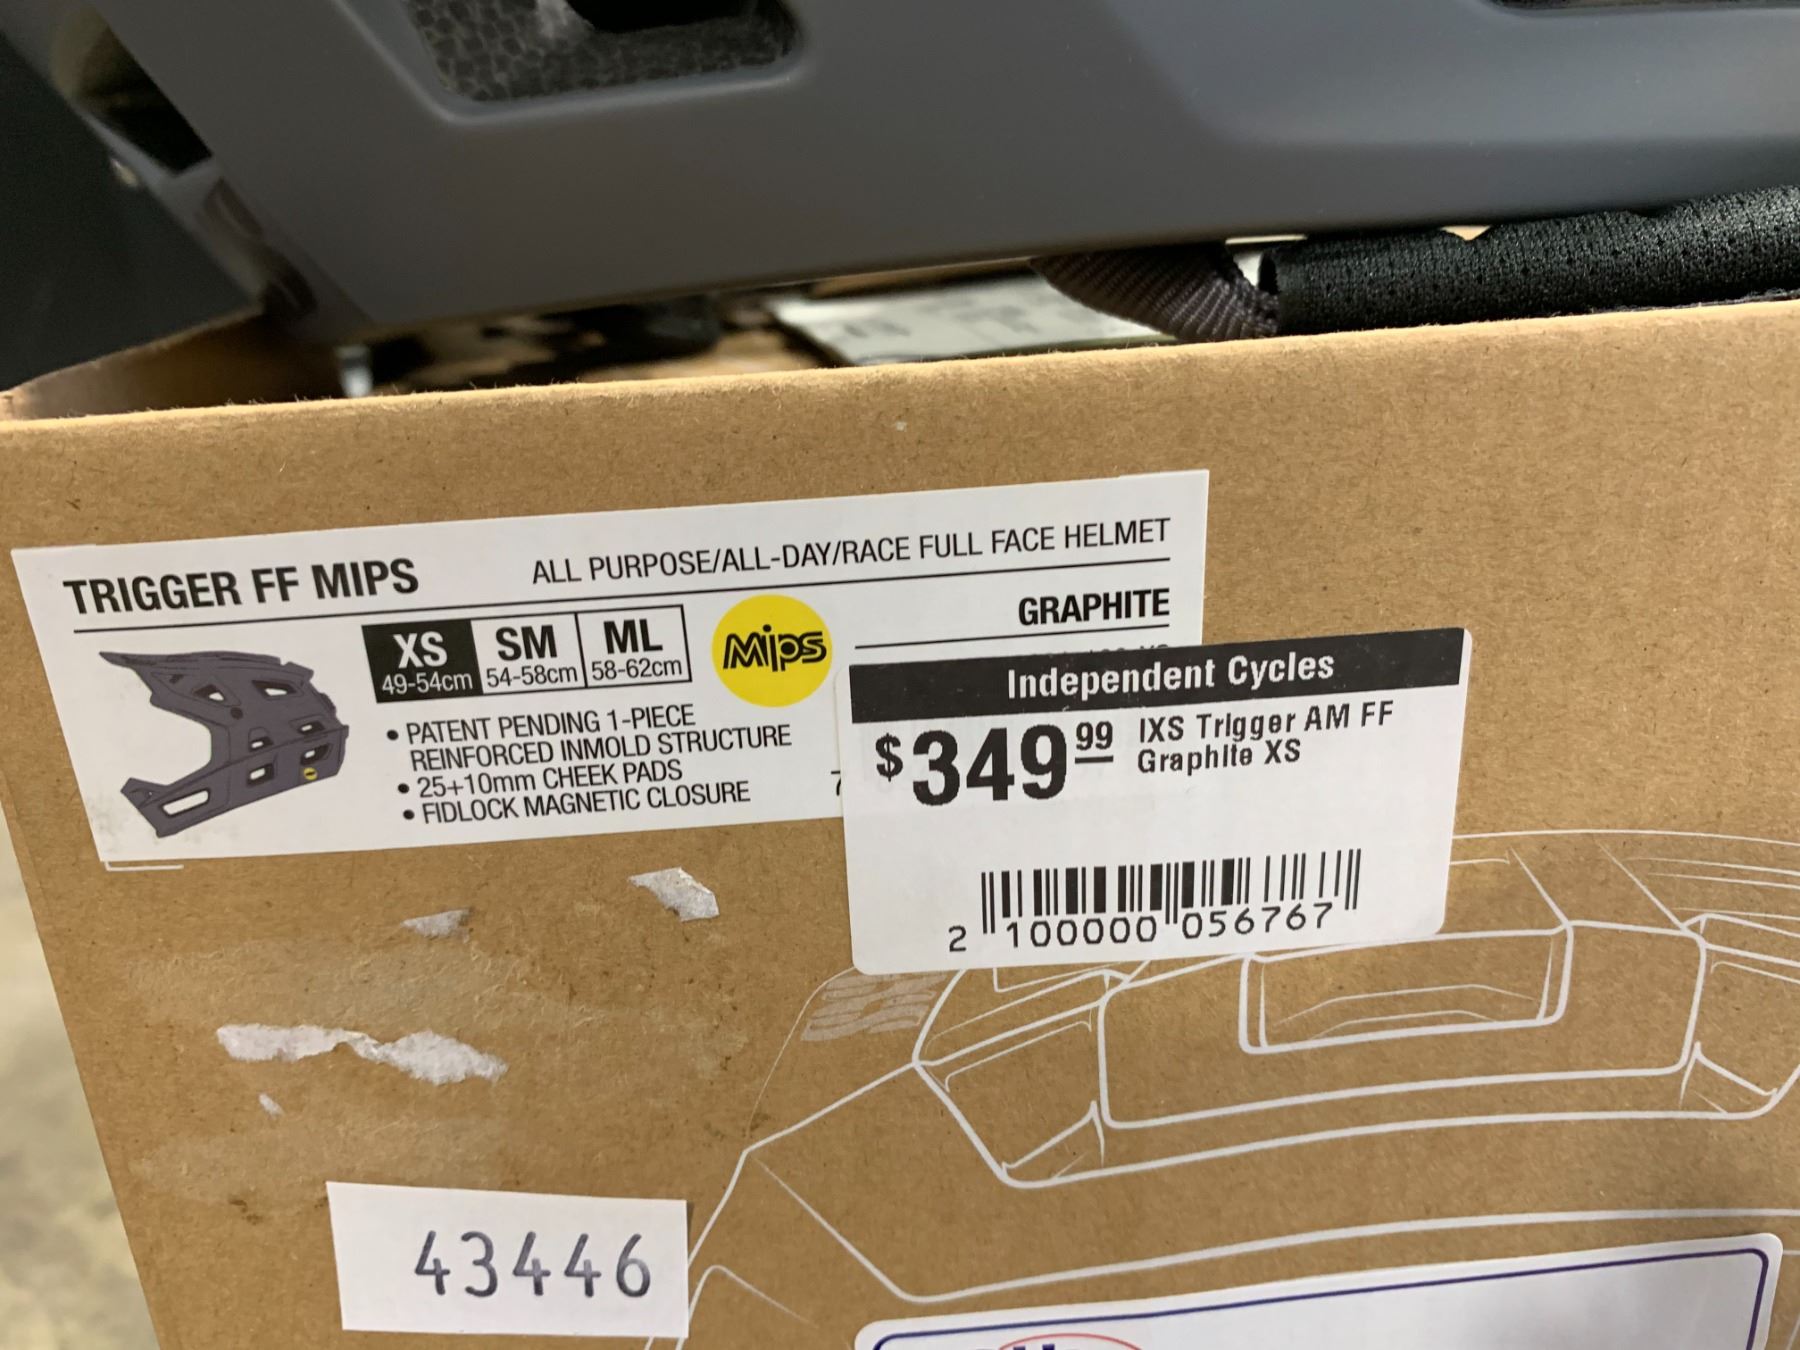 TRIGGER FF MIPS
ALL PURPOSE/ALL-DAY/RACE FULL FACE HELMET
GRAPHITE
XS
49-54cm
SM
54-58cm
ML
58-62cm
Mips
• PATENT PENDING 1-PIECE
REINFORCED INMOLD STRUCTURE
• 25+10mm CHEEK PADS
• FIDLOCK MAGNETIC CLOSURE
7
Independent Cycles
$349.99
IXS Trigger AM FF
Graphite XS
2 100000 056767
43446